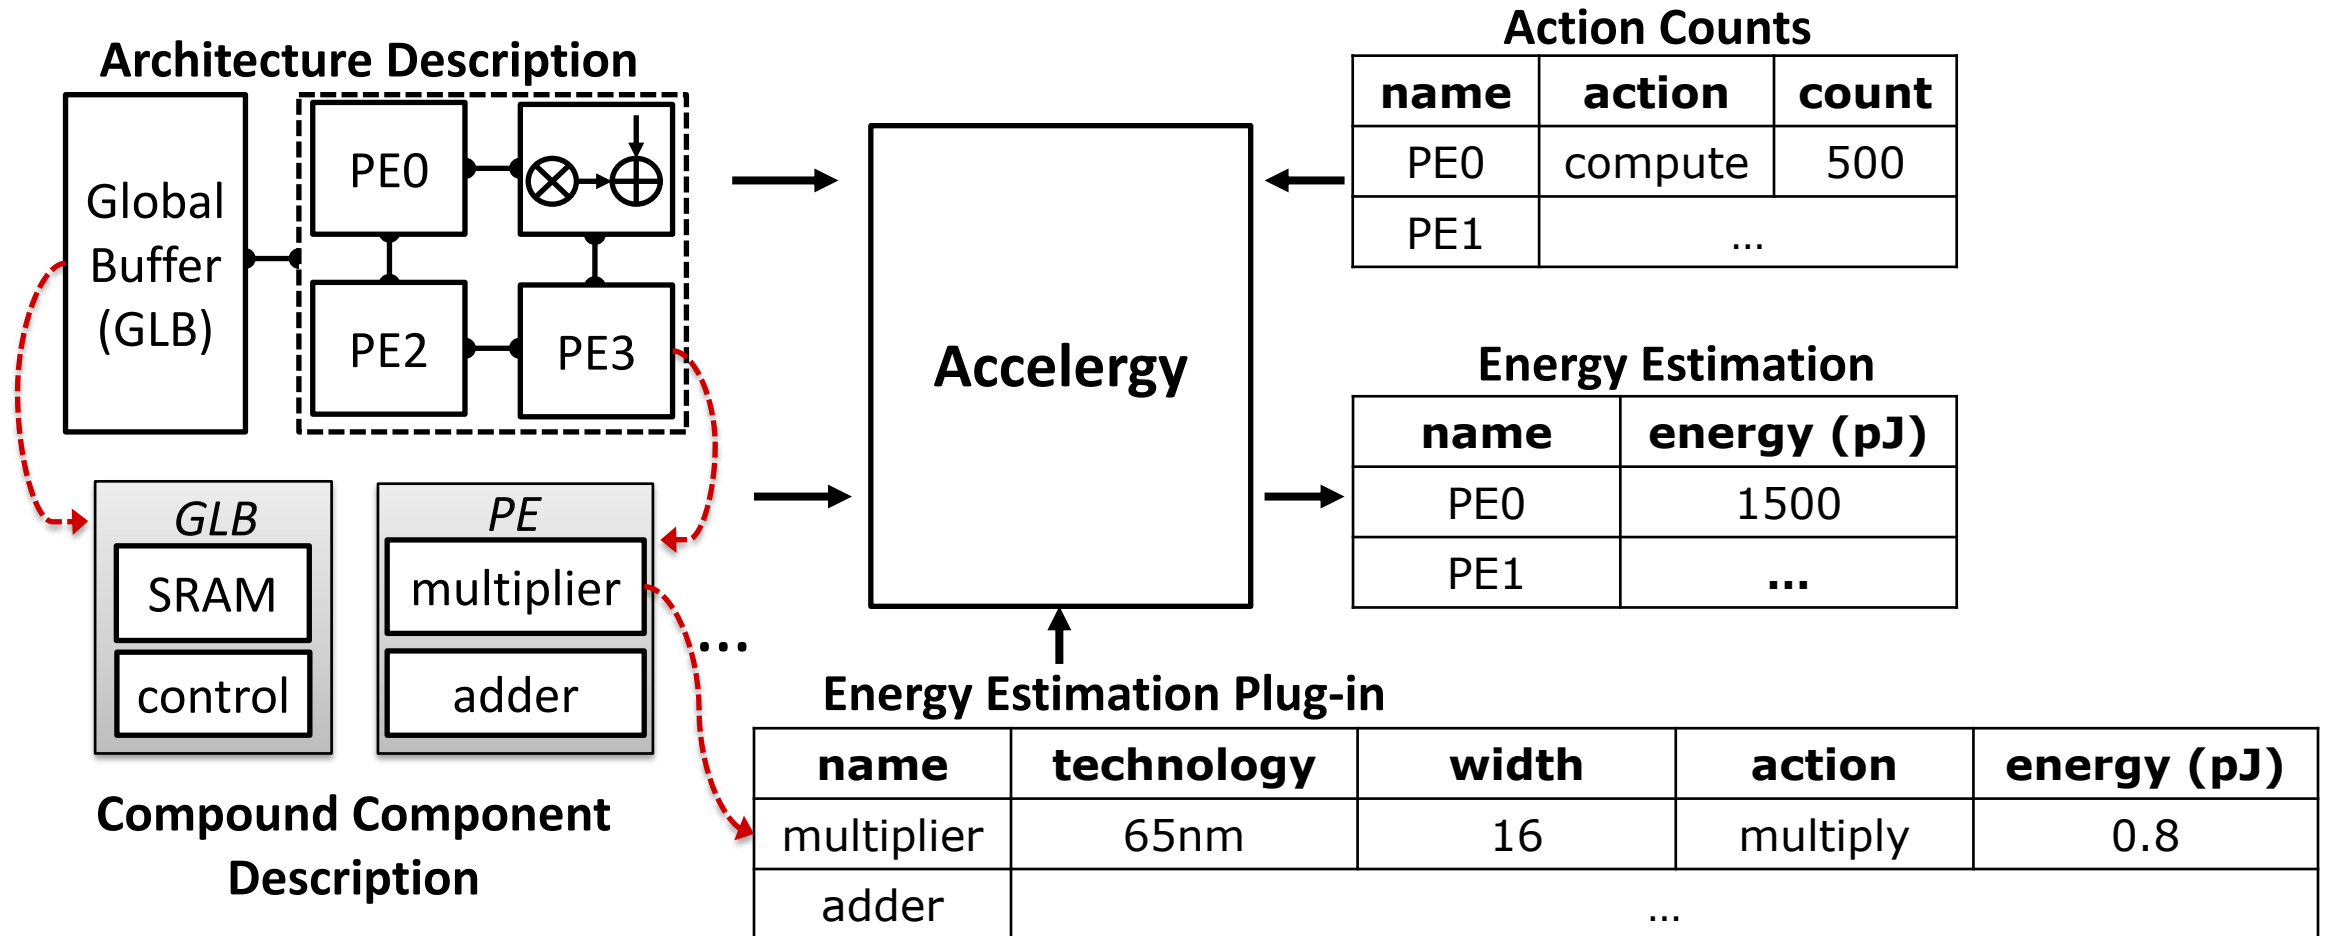 Architecture Description
Global
Buffer
(GLB)
PE0
PE2
PE3
GLB
SRAM
control
PE
multiplier
adder
...
Compound Component
Description
Accelergy
Action Counts
name action count
PE0 compute 500
PE1 ...
Energy Estimation
name energy (pJ)
PE0 1500
PE1 ...
Energy Estimation Plug-in
name technology width action energy (pJ)
multiplier 65nm 16 multiply 0.8
adder ...